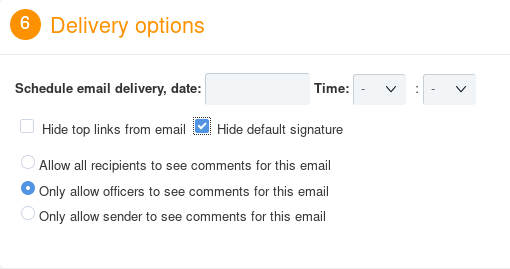 6 Delivery options
Schedule email delivery, date: Time: - : -
Hide top links from email Hide default signature
Allow all recipients to see comments for this email
Only allow officers to see comments for this email
Only allow sender to see comments for this email